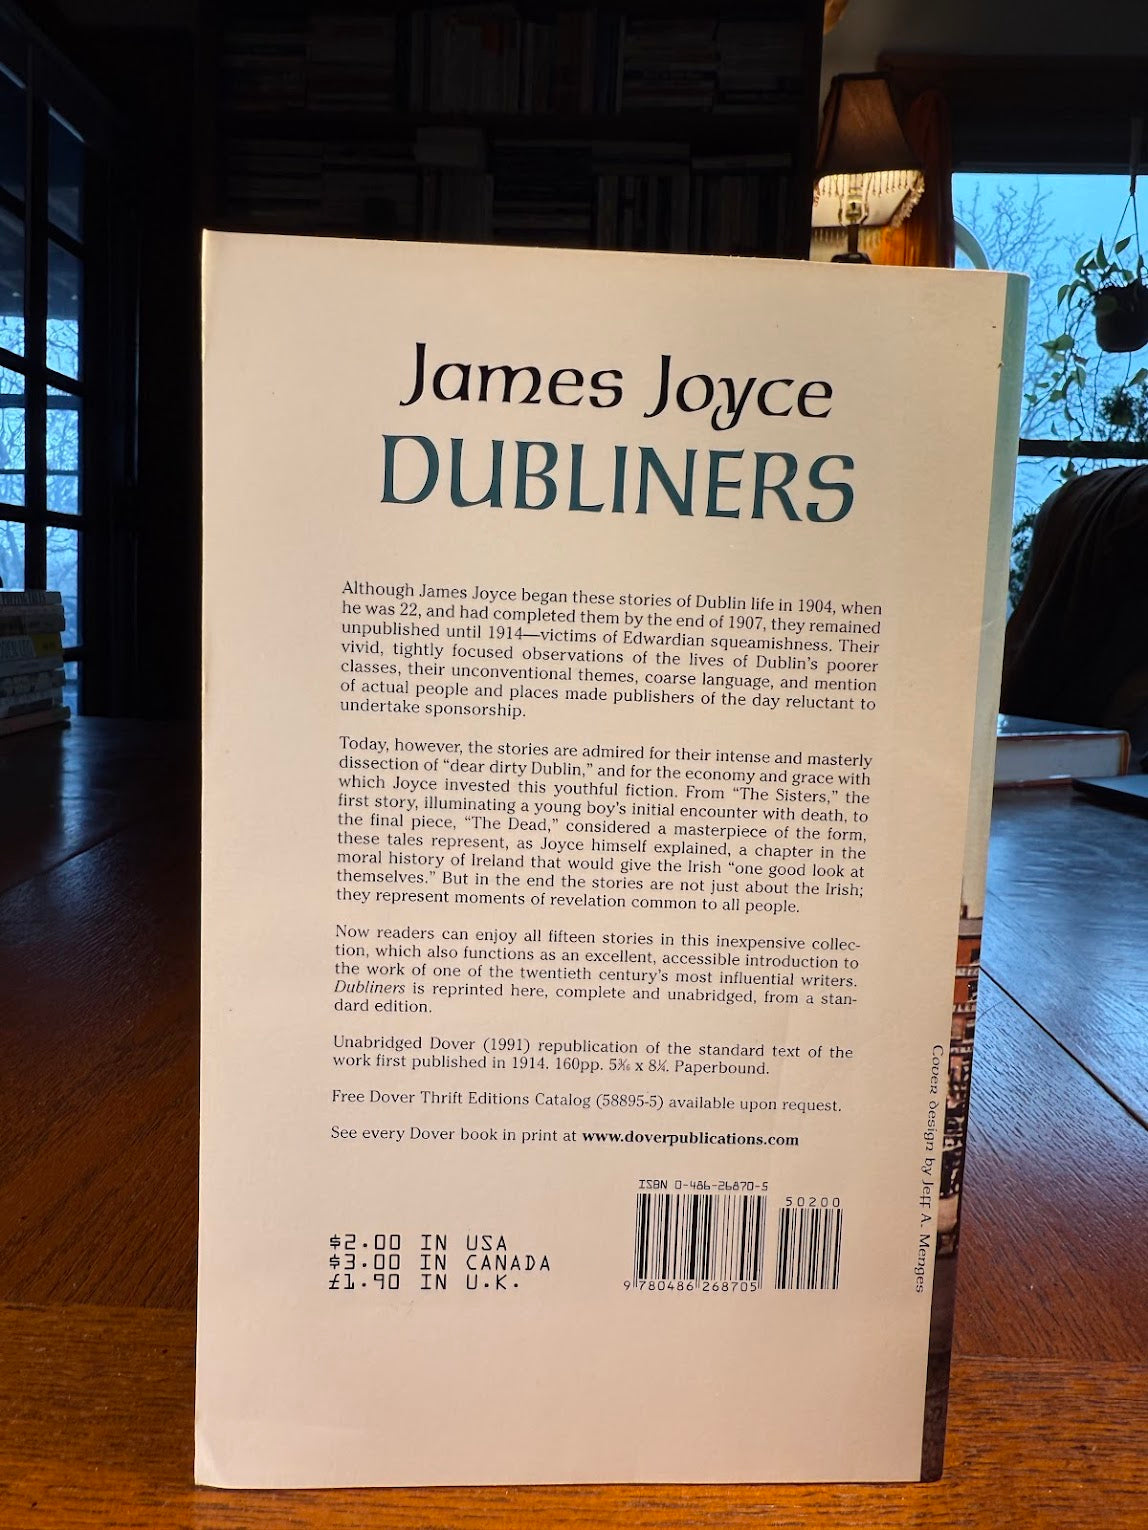 James Joyce
DUBLINERS
Although James Joyce began these stories of Dublin life in 1904, when
he was 22, and had completed them by the end of 1907, they remained
unpublished until 1914—victims of Edwardian squeamishness. Their
vivid, tightly focused observations of the lives of Dublin's poorer
classes, their unconventional themes, coarse language, and mention
of actual people and places made publishers of the day reluctant to
undertake sponsorship.
Today, however, the stories are admired for their intense and masterly
dissection of "dear dirty Dublin," and for the economy and grace with
which Joyce invested this youthful fiction. From "The Sisters," the
first story, illuminating a young boy's initial encounter with death, to
the final piece, "The Dead," considered a masterpiece of the form,
these tales represent, as Joyce himself explained, a chapter in the
moral history of Ireland that would give the Irish "one good look at
themselves." But in the end the stories are not just about the Irish;
they represent moments of revelation common to all people.
Now readers can enjoy all fifteen stories in this inexpensive collec-
tion, which also functions as an excellent, accessible introduction to
the work of one of the twentieth century's most influential writers.
Dubliners is reprinted here, complete and unabridged, from a stan-
dard edition.
Unabridged Dover (1991) republication of the standard text of the
work first published in 1914. 160pp. 5³⁄₁₆ x 8¼. Paperbound.
Free Dover Thrift Editions Catalog (58895-5) available upon request.
See every Dover book in print at www.doverpublications.com
ISBN 0-486-26870-5
50200
9 780486 268705
$2.00 IN USA
$3.00 IN CANADA
£1.90 IN U.K.
Cover design by Jeff A. Menges